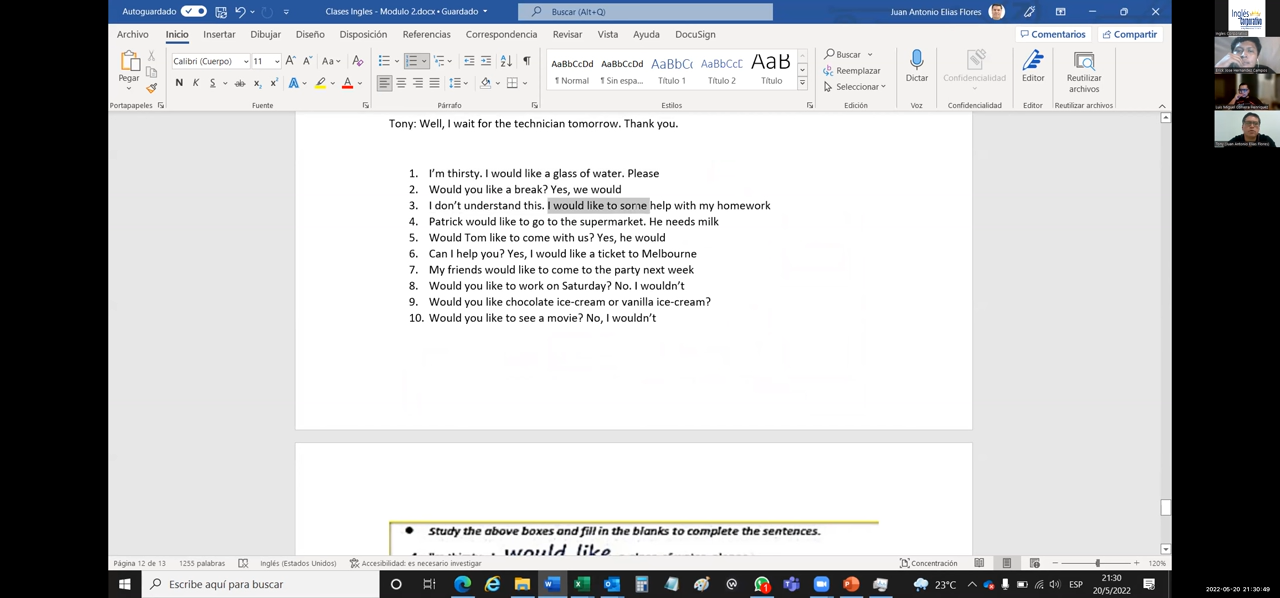 Autoguardado
Clases Ingles - Modulo 2.docx • Guardado
Buscar (Alt+Q)
Juan Antonio Elias Flores
Archivo Inicio Insertar Dibujar Diseño Disposición Referencias Correspondencia Revisar Vista Ayuda DocuSign
Comentarios Compartir
Pegar
Calibri (Cuerpo) 11
AaBbCcDd AaBbCcDd AaBbCc AaBbCcD AaB
¶ Normal ¶ Sin espa... Título 1 Título 2 Título
Buscar
Reemplazar
Seleccionar
Dictar
Confidencialidad
Editor
Reutilizar
archivos
Portapapeles Fuente Párrafo Estilos Edición Voz Confidencialidad Editor Reutilizar archivos
Tony: Well, I wait for the technician tomorrow. Thank you.
1. I'm thirsty. I would like a glass of water. Please
2. Would you like a break? Yes, we would
3. I don't understand this. I would like to some help with my homework
4. Patrick would like to go to the supermarket. He needs milk
5. Would Tom like to come with us? Yes, he would
6. Can I help you? Yes, I would like a ticket to Melbourne
7. My friends would like to come to the party next week
8. Would you like to work on Saturday? No. I wouldn't
9. Would you like chocolate ice-cream or vanilla ice-cream?
10. Would you like to see a movie? No, I wouldn't
Study the above boxes and fill in the blanks to complete the sentences.
would like
Página 12 de 13 1255 palabras Inglés (Estados Unidos) Accesibilidad: es necesario investigar
Concentración
120%
Escribe aquí para buscar
23°C
ESP
21:30
20/5/2022
Inglés
Corporativo
2022-05-20 21:30:49